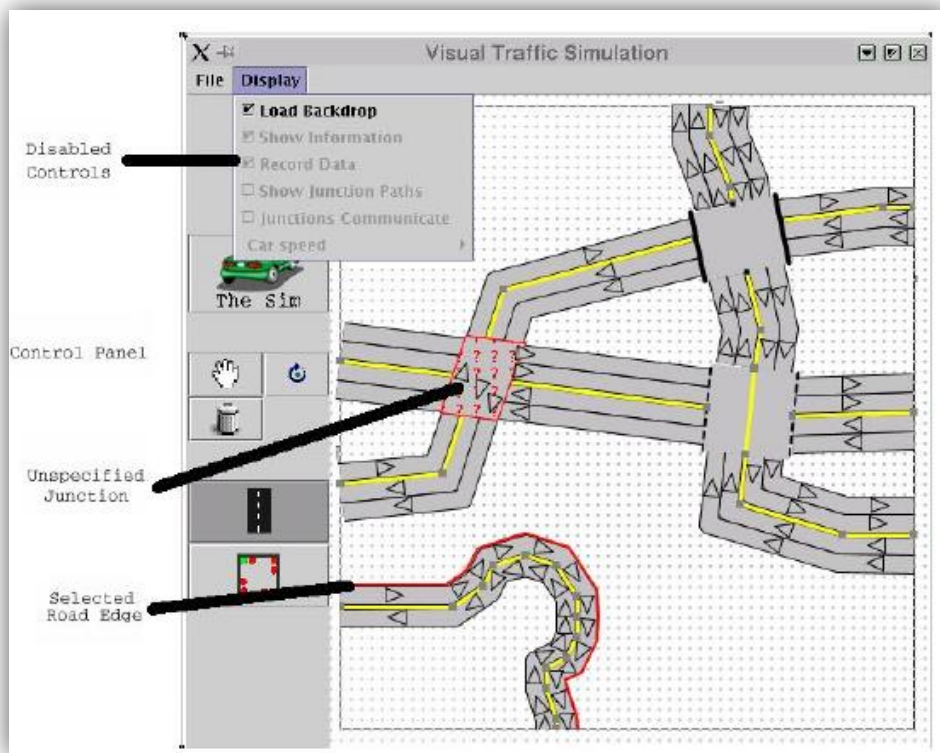 Visual Traffic Simulation
File Display
Load Backdrop
Show Information
Record Data
Show Junction Paths
Junctions Communicate
Car speed
The Sim
Disabled
Controls
Control Panel
Unspecified
Junction
Selected
Road Edge
? ? ? ?
? ?
? ?
? ? ?